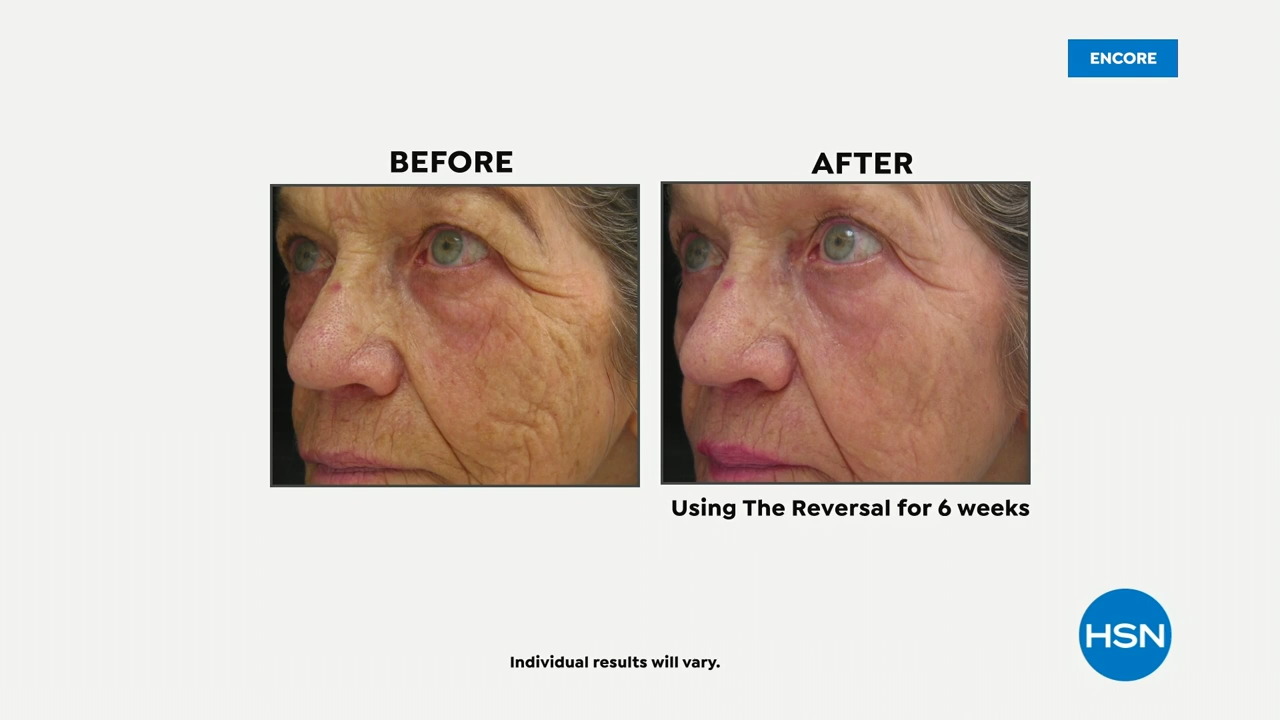 ENCORE
BEFORE
AFTER
Using The Reversal for 6 weeks
Individual results will vary.
HSN